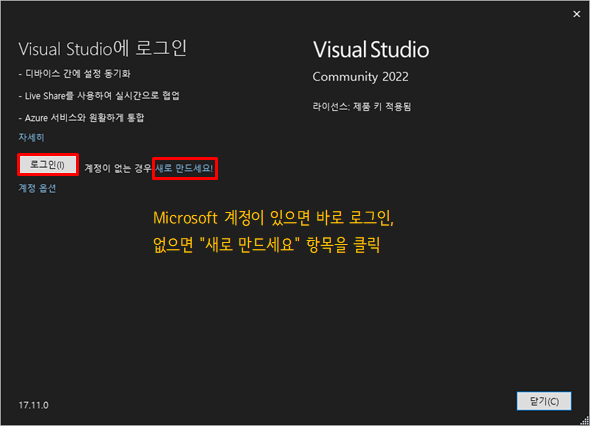 Visual Studio에 로그인
- 디바이스 간에 설정 동기화
- Live Share를 사용하여 실시간으로 협업
- Azure 서비스와 원활하게 통합
자세히
로그인(I)
계정이 없는 경우 새로 만드세요!
계정 옵션
Visual Studio
Community 2022
라이선스: 제품 키 적용됨
Microsoft 계정이 있으면 바로 로그인,
없으면 "새로 만드세요" 항목을 클릭
17.11.0
닫기(C)